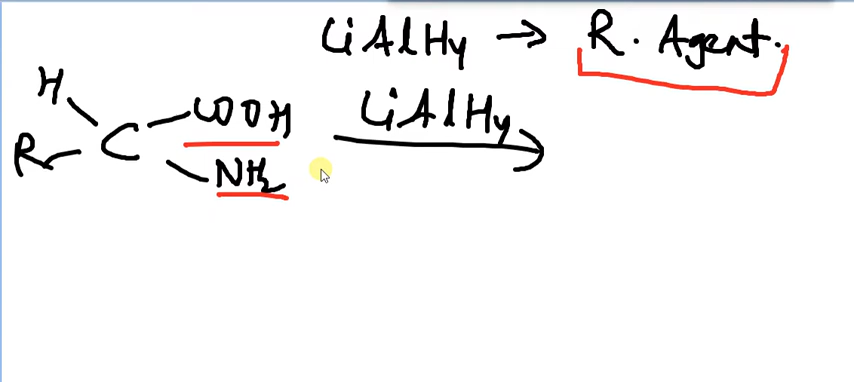 LiAlH4 → R. Agent.
H
COOH
LiAlH4
R C
NH2